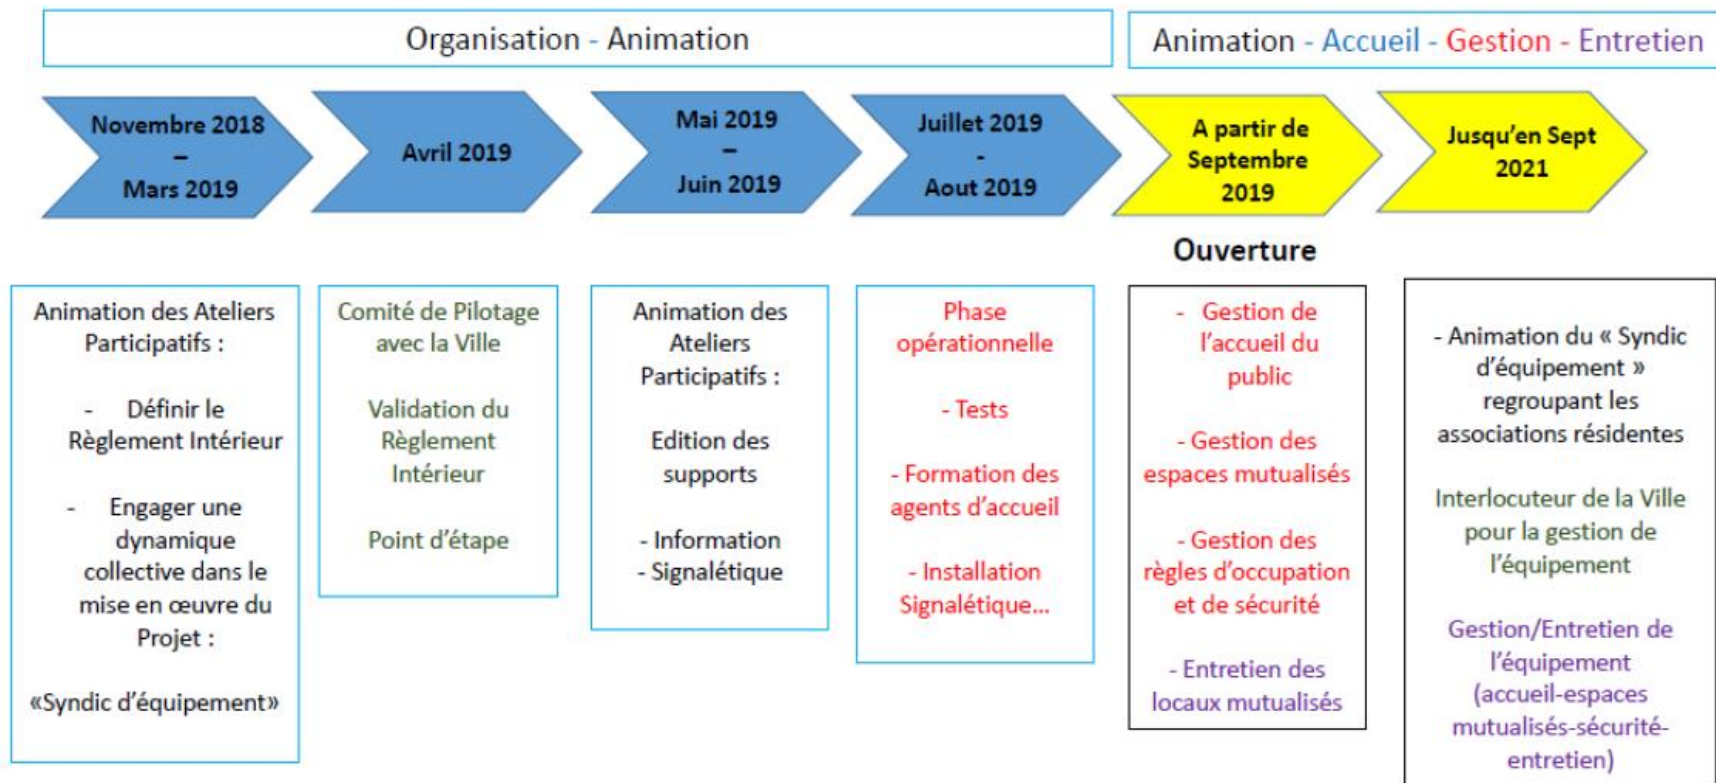 Organisation - Animation
Animation - Accueil - Gestion - Entretien
Novembre 2018
–
Mars 2019
Avril 2019
Mai 2019
–
Juin 2019
Juillet 2019
-
Aout 2019
A partir de
Septembre
2019
Jusqu'en Sept
2021
Ouverture
Animation des Ateliers
Participatifs :
- Définir le
Règlement Intérieur
- Engager une
dynamique
collective dans le
mise en œuvre du
Projet :
«Syndic d'équipement»
Comité de Pilotage
avec la Ville
Validation du
Règlement
Intérieur
Point d'étape
Animation des
Ateliers
Participatifs :
Edition des
supports
- Information
- Signalétique
Phase
opérationnelle
- Tests
- Formation des
agents d'accueil
- Installation
Signalétique...
- Gestion de
l'accueil du
public
- Gestion des
espaces mutualisés
- Gestion des
règles d'occupation
et de sécurité
- Entretien des
locaux mutualisés
- Animation du « Syndic
d'équipement »
regroupant les
associations résidentes
Interlocuteur de la Ville
pour la gestion de
l'équipement
Gestion/Entretien de
l'équipement
(accueil-espaces
mutualisés-sécurité-
entretien)